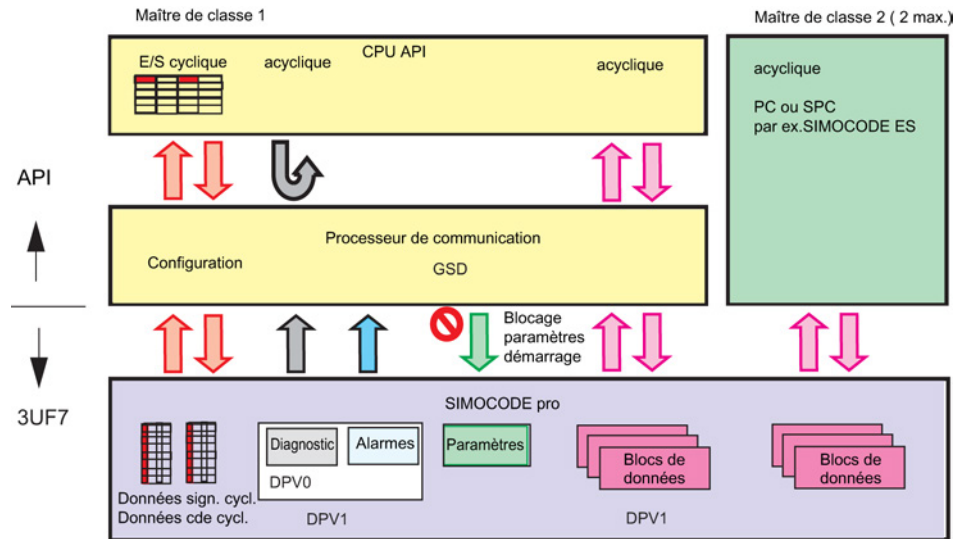 Maître de classe 1
Maître de classe 2 ( 2 max.)
CPU API
E/S cyclique
acyclique
acyclique
acyclique
PC ou SPC
par ex.SIMOCODE ES
API
Processeur de communication
Configuration
GSD
Blocage
paramètres
démarrage
3UF7
SIMOCODE pro
Diagnostic
Alarmes
Paramètres
Blocs de
données
Blocs de
données
DPV0
Données sign. cycl.
Données cde cycl.
DPV1
DPV1